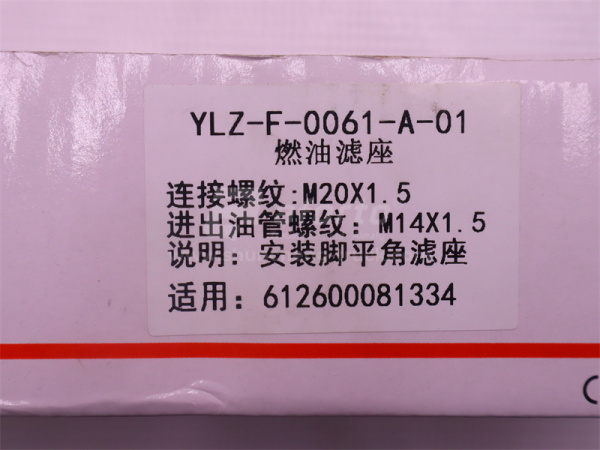 YLZ-F-0061-A-01
燃油滤座
连接螺纹:M20X1.5
进出油管螺纹：M14X1.5
说明：安装脚平角滤座
适用：612600081334